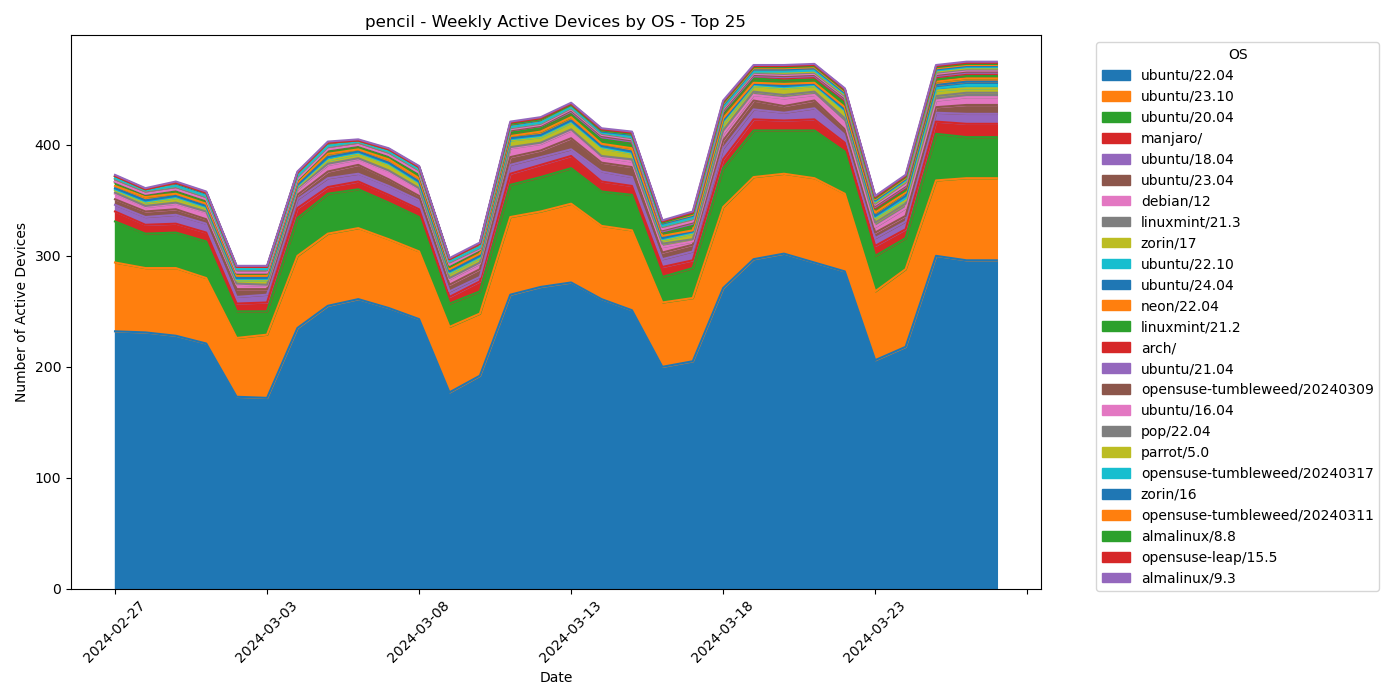 pencil - Weekly Active Devices by OS - Top 25
Number of Active Devices
400
300
200
100
0
2024-02-27
2024-03-03
2024-03-08
2024-03-13
2024-03-18
2024-03-23
Date
OS
ubuntu/22.04
ubuntu/23.10
ubuntu/20.04
manjaro/
ubuntu/18.04
ubuntu/23.04
debian/12
linuxmint/21.3
zorin/17
ubuntu/22.10
ubuntu/24.04
neon/22.04
linuxmint/21.2
arch/
ubuntu/21.04
opensuse-tumbleweed/20240309
ubuntu/16.04
pop/22.04
parrot/5.0
opensuse-tumbleweed/20240317
zorin/16
opensuse-tumbleweed/20240311
almalinux/8.8
opensuse-leap/15.5
almalinux/9.3